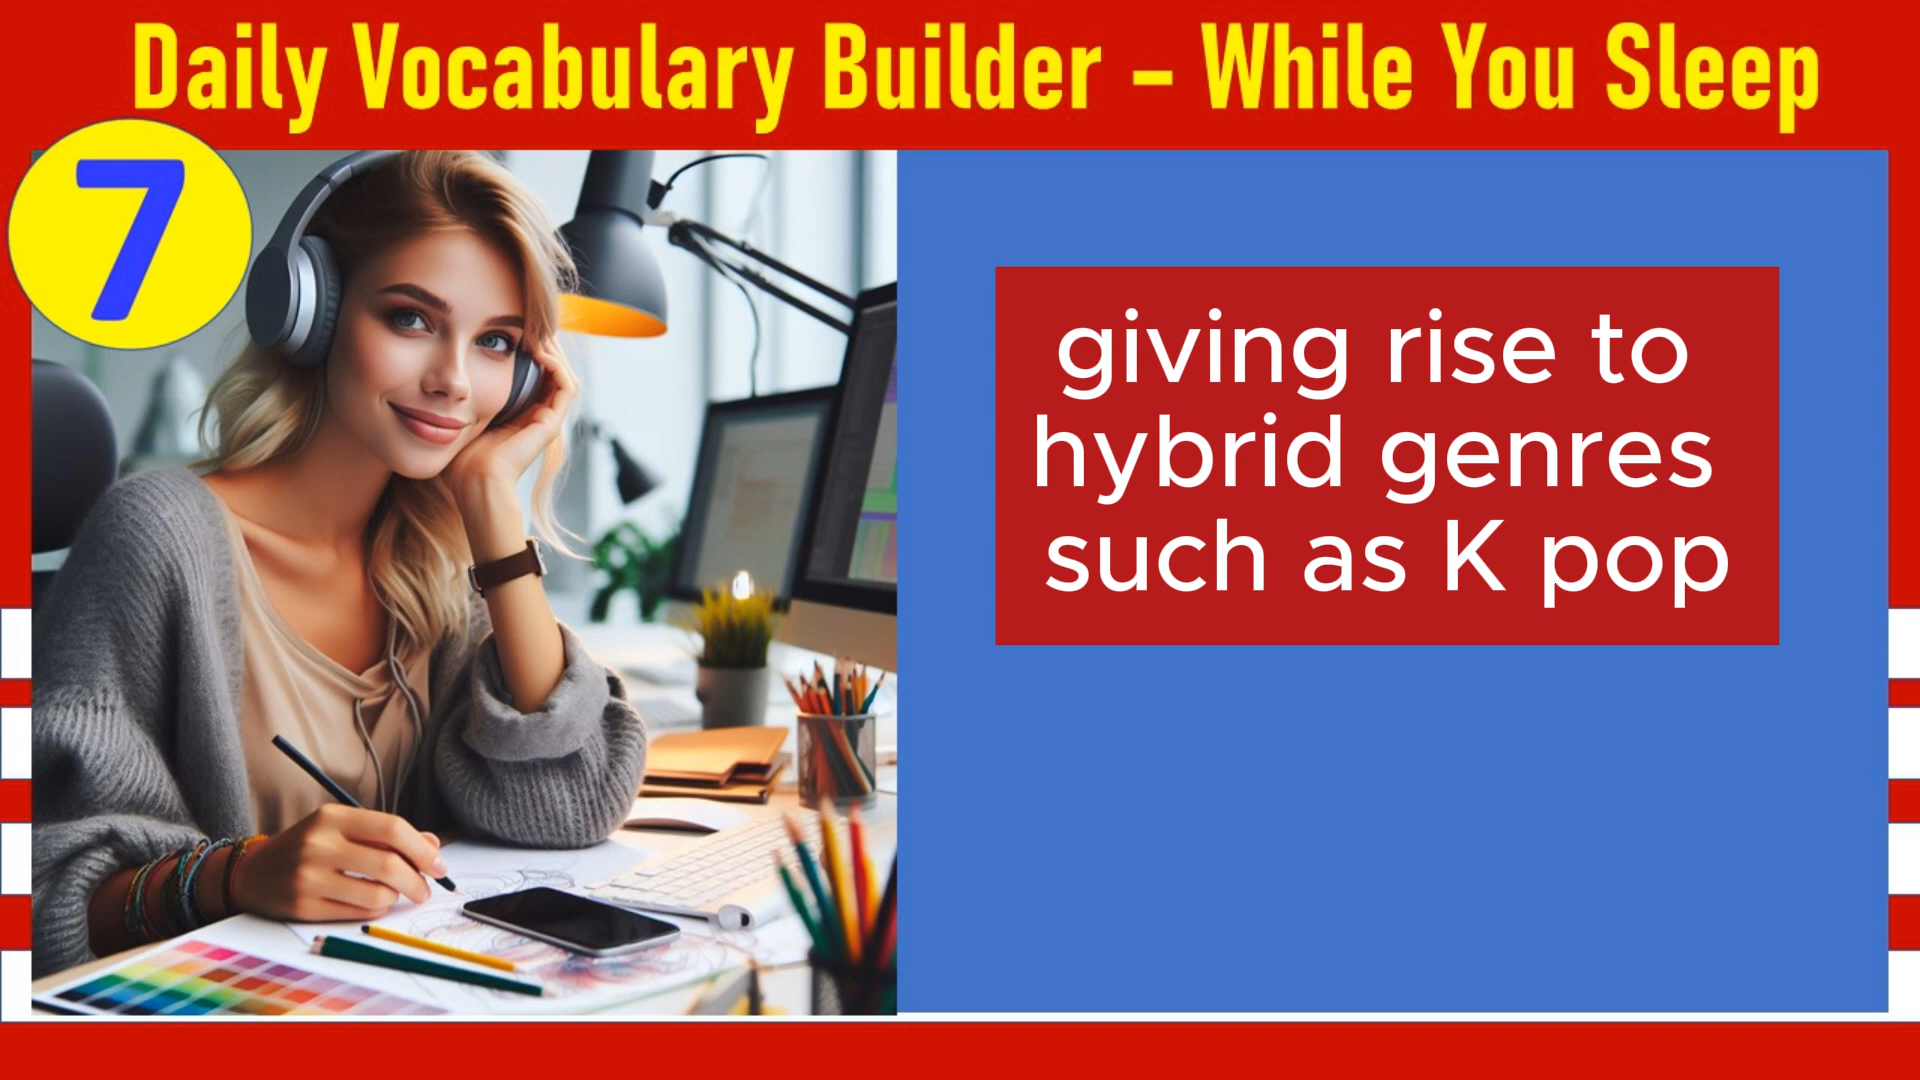 Daily Vocabulary Builder – While You Sleep
7
giving rise to
hybrid genres
such as K pop